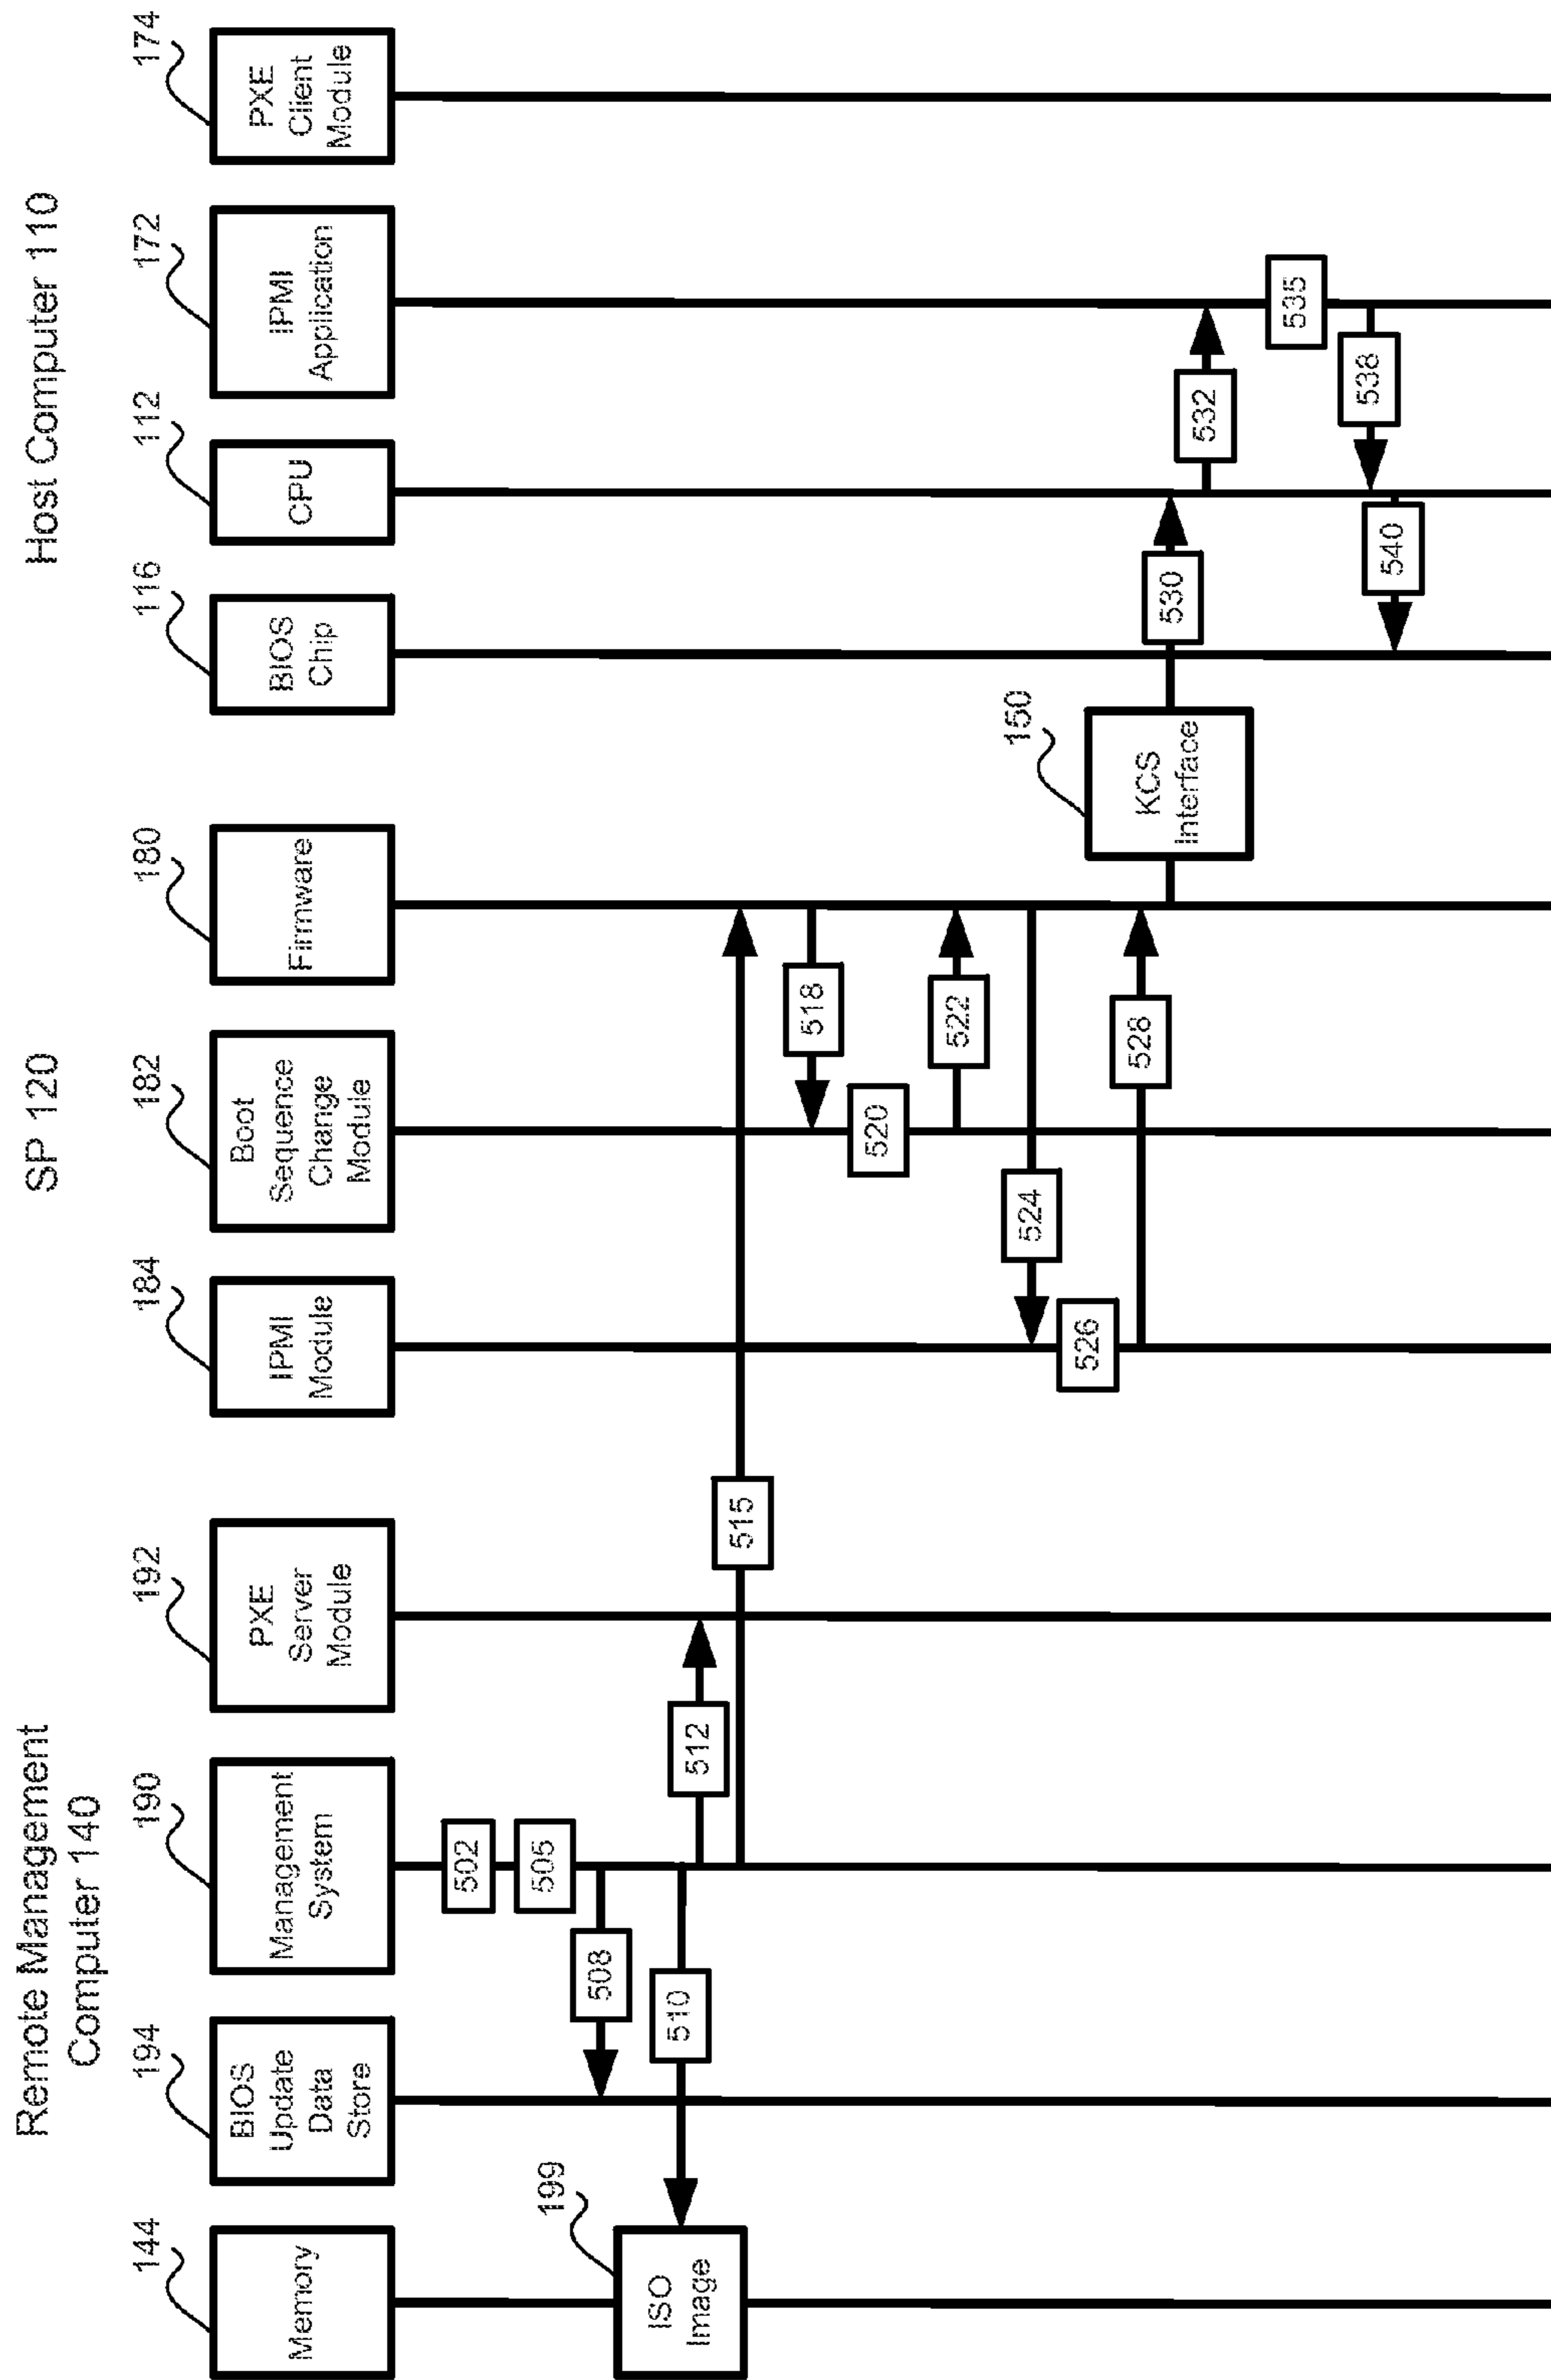 Remote Management
Computer 140
SP 120
Host Computer 110
144
194
190
192
184
182
180
116
112
172
174
Memory
BIOS
Update
Data
Store
Management
System
PXE
Server
Module
IPMI
Module
Boot
Sequence
Change
Module
Firmware
BIOS
Chip
CPU
IPMI
Application
PXE
Client
Module
502
505
508
199
ISO
Image
510
512
515
518
520
522
524
526
528
150
KCS
Interface
530
532
535
538
540